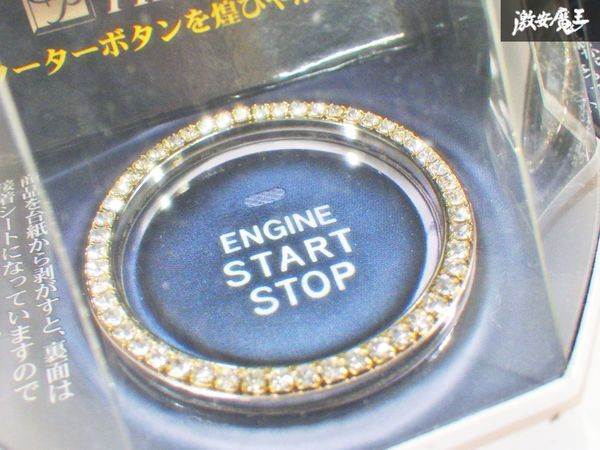 激安魔王
ターターボタンを煌びやか
ENGINE
START
STOP
商品を台紙から剥がすと、裏面は
接着シートになっていますので